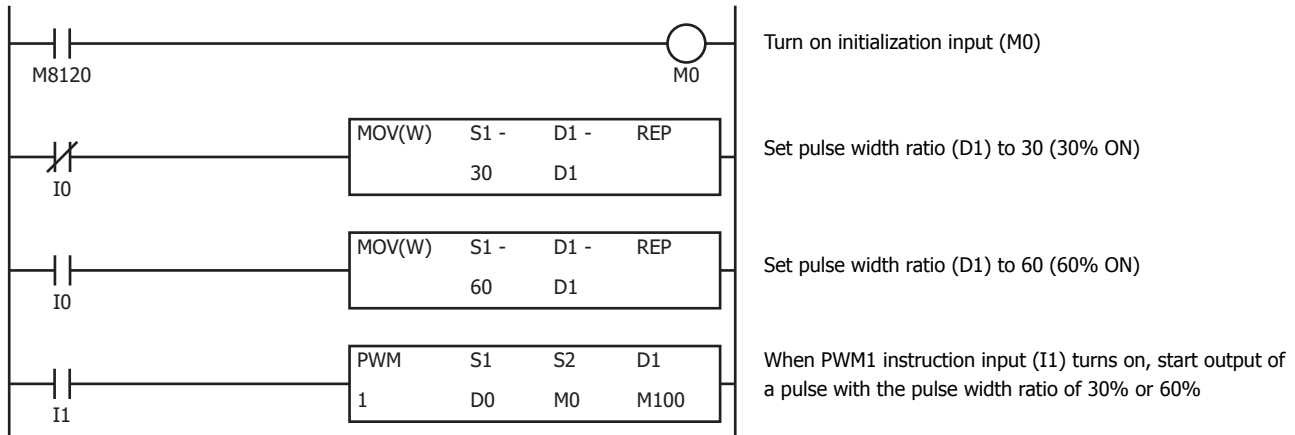 M8120
M0
Turn on initialization input (M0)
I0
MOV(W) S1 - D1 - REP
30 D1
Set pulse width ratio (D1) to 30 (30% ON)
I0
MOV(W) S1 - D1 - REP
60 D1
Set pulse width ratio (D1) to 60 (60% ON)
I1
PWM S1 S2 D1
1 D0 M0 M100
When PWM1 instruction input (I1) turns on, start output of
a pulse with the pulse width ratio of 30% or 60%